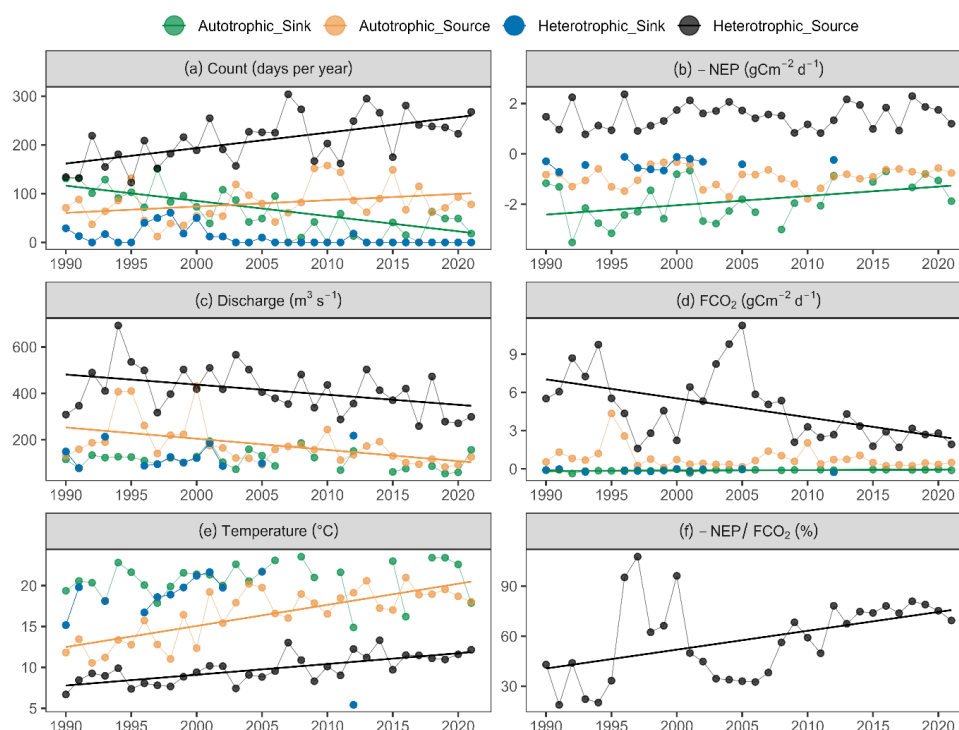 Autotrophic_Sink Autotrophic_Source Heterotrophic_Sink Heterotrophic_Source
(a) Count (days per year)
300
200
100
0
1990 1995 2000 2005 2010 2015 2020
(b) – NEP (gCm⁻² d⁻¹)
2
0
-2
1990 1995 2000 2005 2010 2015 2020
(c) Discharge (m³ s⁻¹)
600
400
200
1990 1995 2000 2005 2010 2015 2020
(d) FCO₂ (gCm⁻² d⁻¹)
9
6
3
0
1990 1995 2000 2005 2010 2015 2020
(e) Temperature (°C)
20
15
10
5
1990 1995 2000 2005 2010 2015 2020
(f) – NEP/ FCO₂ (%)
90
60
30
1990 1995 2000 2005 2010 2015 2020